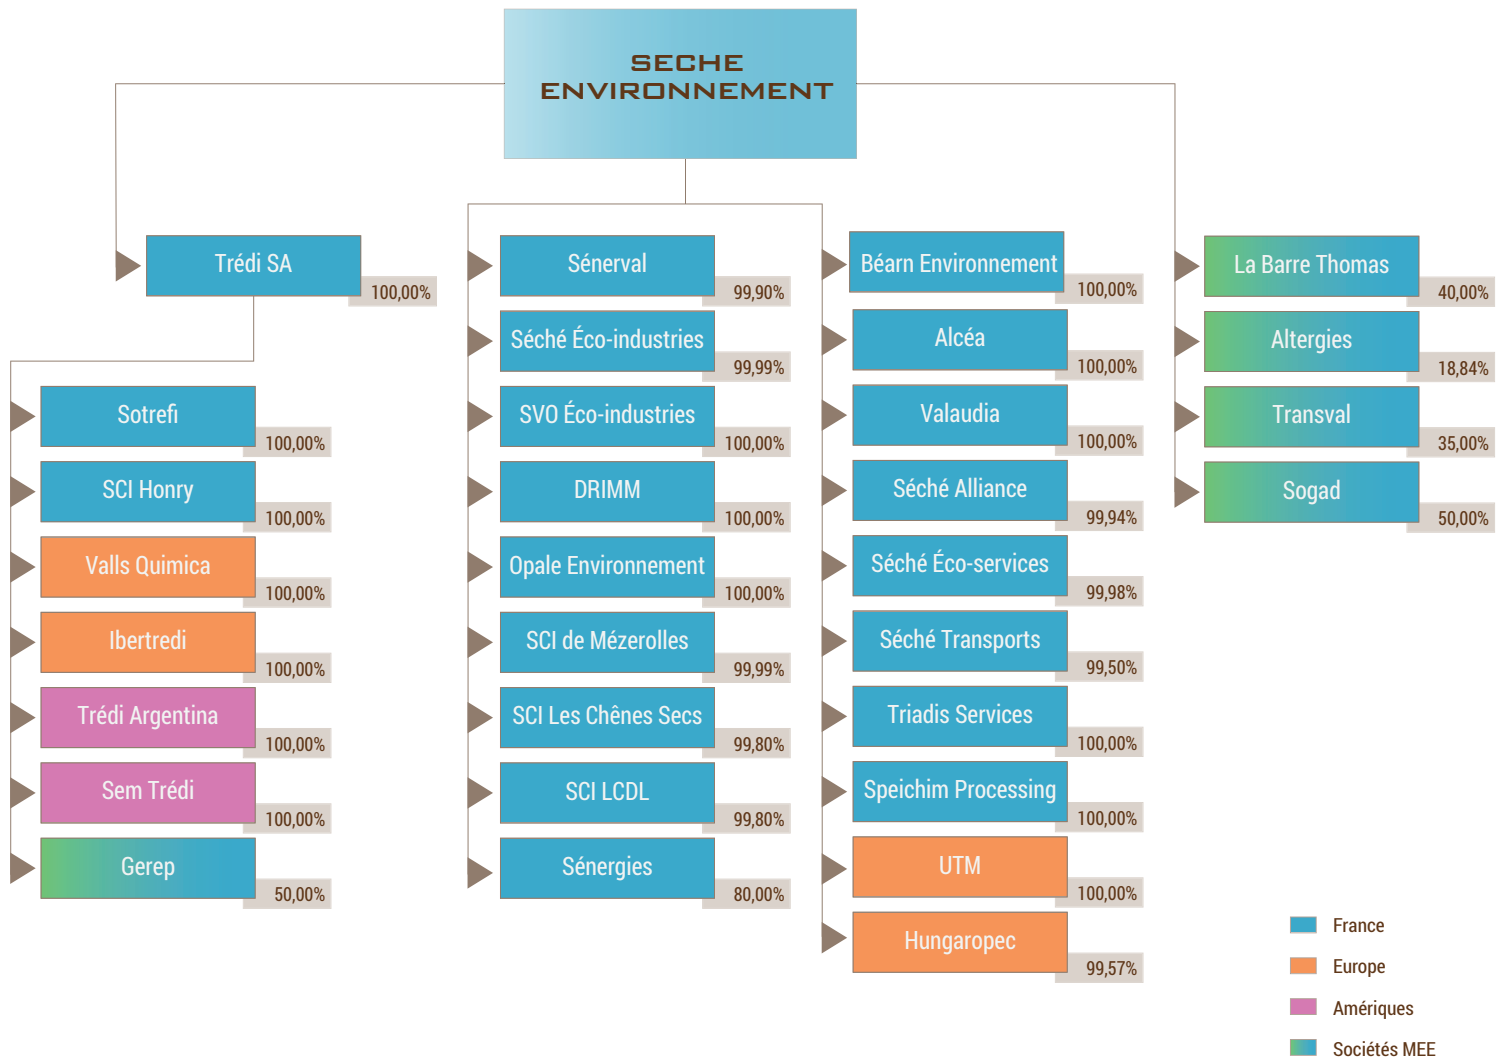 SECHE
ENVIRONNEMENT
Trédi SA
100,00%
Sotrefi
100,00%
SCI Honry
100,00%
Valls Quimica
100,00%
Ibertredi
100,00%
Trédi Argentina
100,00%
Sem Trédi
100,00%
Gerep
50,00%
Sénerval
99,90%
Séché Éco-industries
99,99%
SVO Éco-industries
100,00%
DRIMM
100,00%
Opale Environnement
100,00%
SCI de Mézerolles
99,99%
SCI Les Chênes Secs
99,80%
SCI LCDL
99,80%
Sénergies
80,00%
Béarn Environnement
100,00%
Alcéa
100,00%
Valaudia
100,00%
Séché Alliance
99,94%
Séché Éco-services
99,98%
Séché Transports
99,50%
Triadis Services
100,00%
Speichim Processing
100,00%
UTM
100,00%
Hungaropec
99,57%
La Barre Thomas
40,00%
Altergies
18,84%
Transval
35,00%
Sogad
50,00%
France
Europe
Amériques
Sociétés MEE